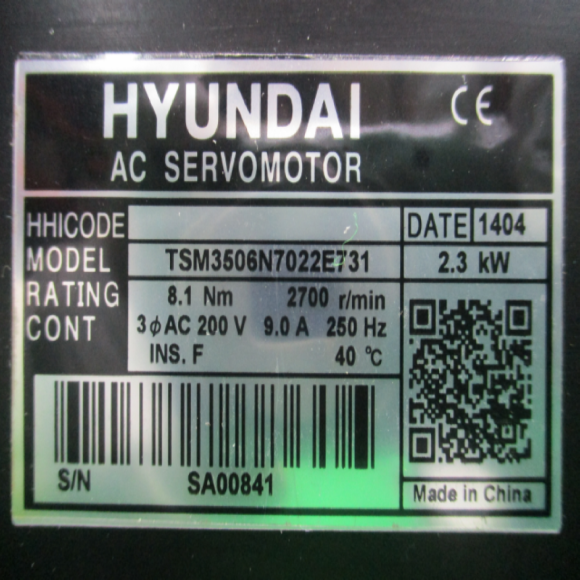 HYUNDAI CE
AC SERVOMOTOR
HHICODE DATE 1404
MODEL TSM3506N7022E731 2.3 kW
RATING 8.1 Nm 2700 r/min
CONT 3φAC 200 V 9.0 A 250 Hz
INS. F 40 ℃
S/N SA00841
Made in China